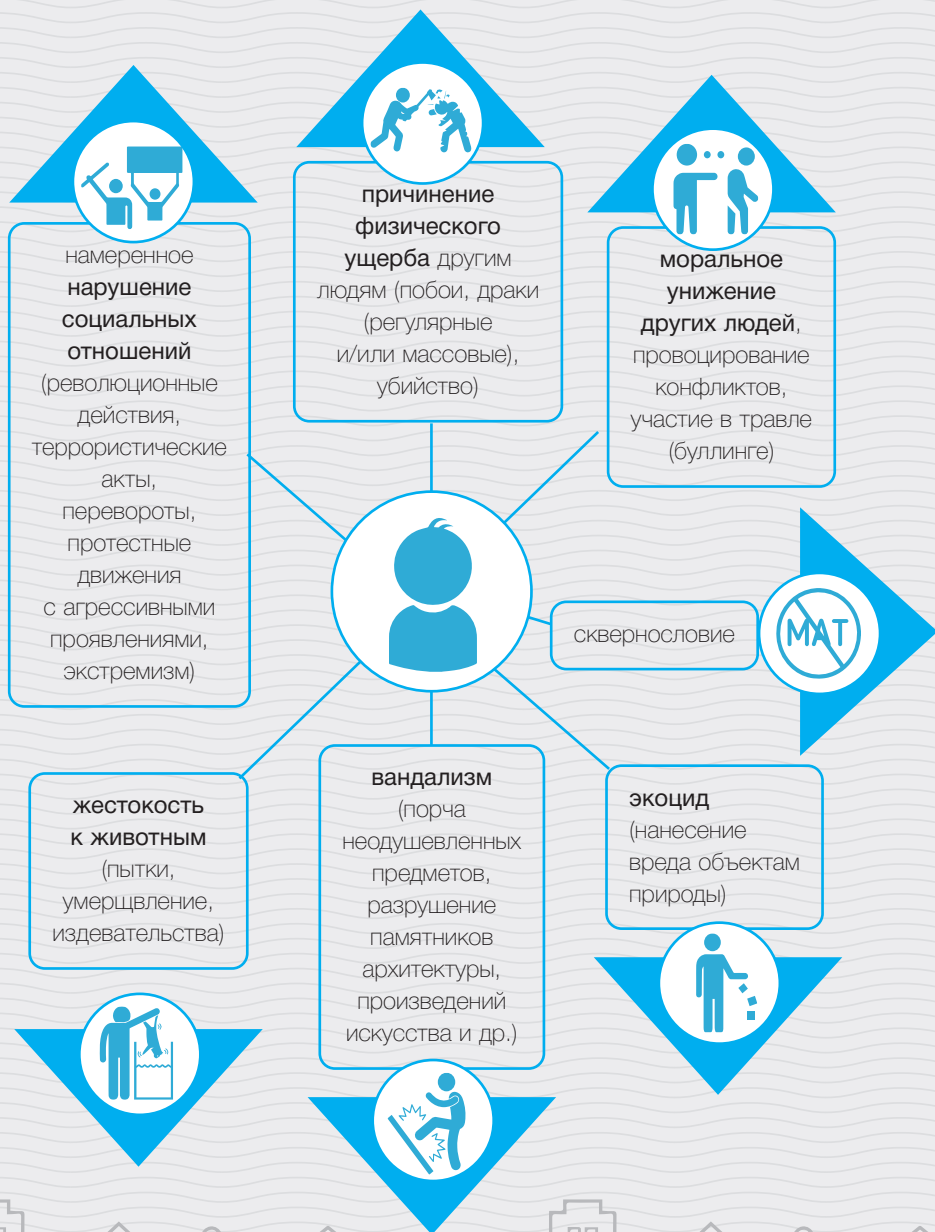 намеренное
нарушение
социальных
отношений
(революционные
действия,
террористические
акты,
перевороты,
протестные
движения
с агрессивными
проявлениями,
экстремизм)
причинение
физического
ущерба другим
людям (побои, драки
(регулярные
и/или массовые),
убийство)
моральное
унижение
других людей,
провоцирование
конфликтов,
участие в травле
(буллинге)
сквернословие
МАТ
жестокость
к животным
(пытки,
умерщвление,
издевательства)
вандализм
(порча
неодушевленных
предметов,
разрушение
памятников
архитектуры,
произведений
искусства и др.)
экоцид
(нанесение
вреда объектам
природы)